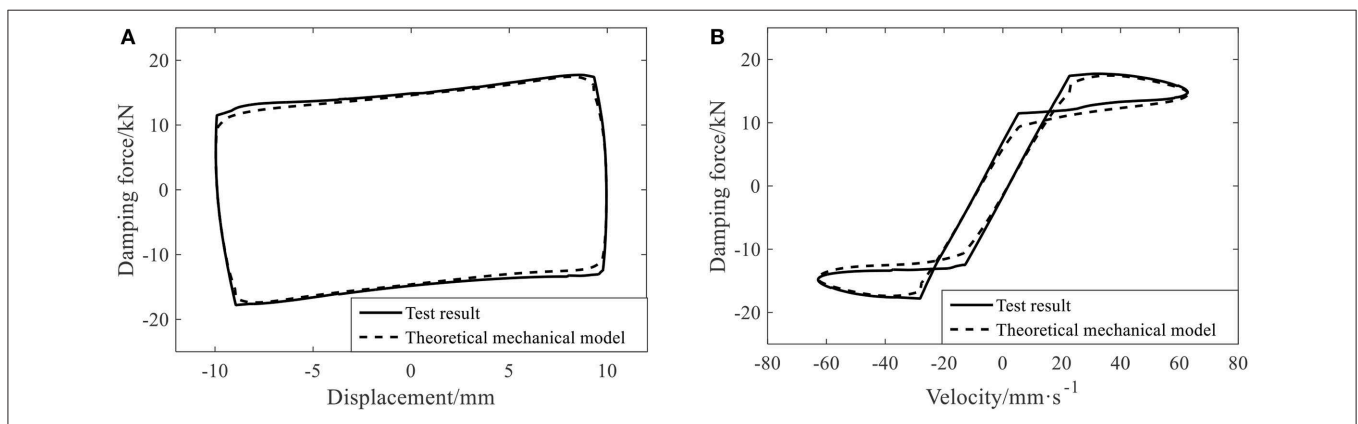 A
Damping force/kN
20
10
0
-10
-20
-10
-5
0
5
10
Displacement/mm
Test result
Theoretical mechanical model
B
Damping force/kN
20
10
0
-10
-20
-80
-60
-40
-20
0
20
40
60
80
Velocity/mm·s⁻¹
Test result
Theoretical mechanical model